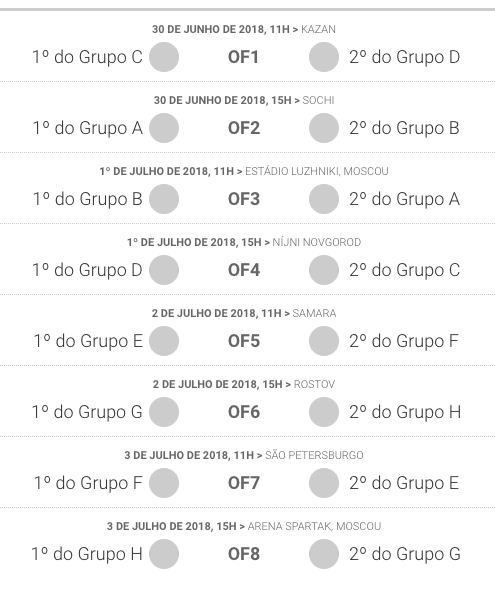 30 DE JUNHO DE 2018, 11H > KAZAN
1º do Grupo C OF1 2º do Grupo D
30 DE JUNHO DE 2018, 15H > SOCHI
1º do Grupo A OF2 2º do Grupo B
1º DE JULHO DE 2018, 11H > ESTÁDIO LUZHNIKI, MOSCOU
1º do Grupo B OF3 2º do Grupo A
1º DE JULHO DE 2018, 15H > NÍJNI NOVGOROD
1º do Grupo D OF4 2º do Grupo C
2 DE JULHO DE 2018, 11H > SAMARA
1º do Grupo E OF5 2º do Grupo F
2 DE JULHO DE 2018, 15H > ROSTOV
1º do Grupo G OF6 2º do Grupo H
3 DE JULHO DE 2018, 11H > SÃO PETERSBURGO
1º do Grupo F OF7 2º do Grupo E
3 DE JULHO DE 2018, 15H > ARENA SPARTAK, MOSCOU
1º do Grupo H OF8 2º do Grupo G